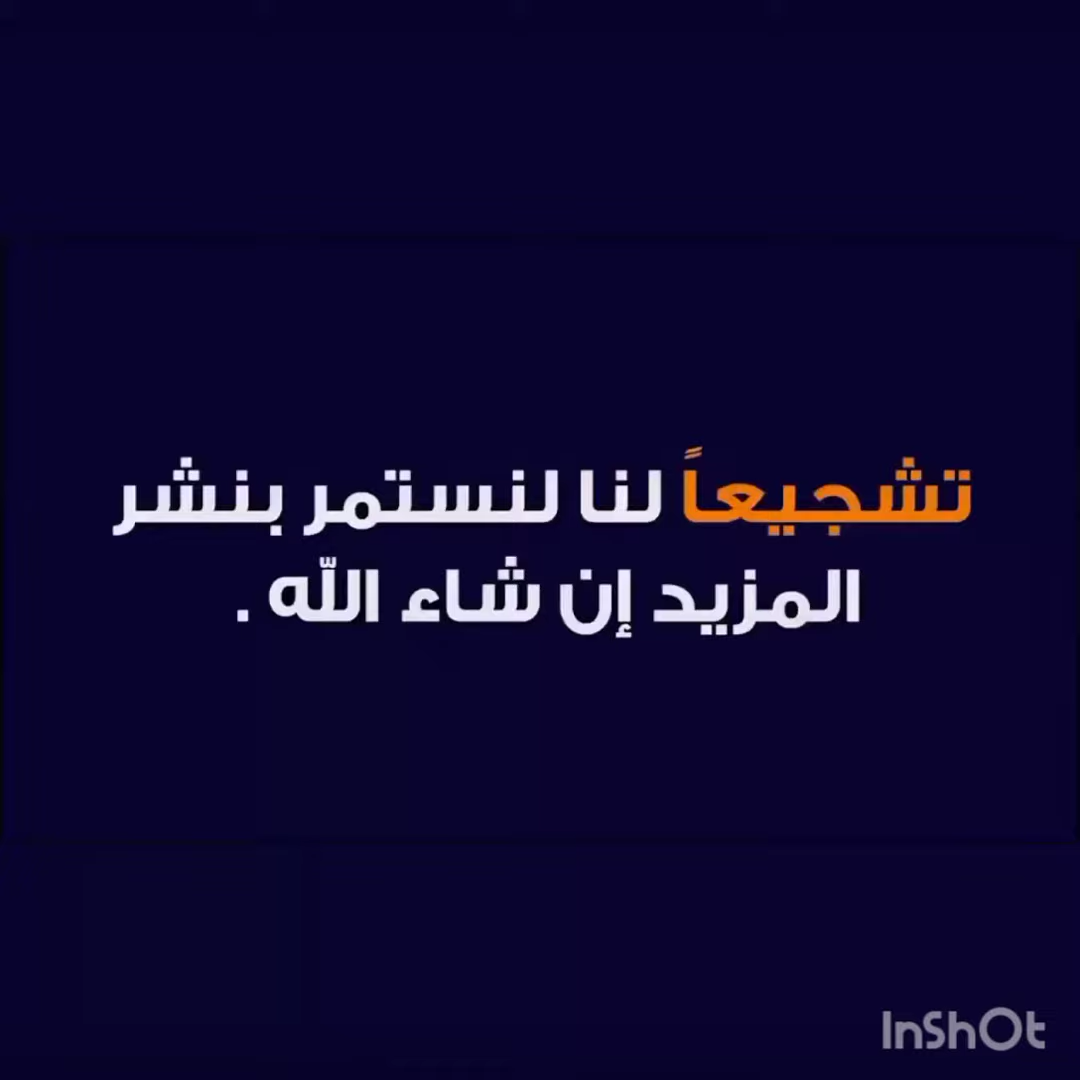 تشجيعاً لنا لنستمر بنشر
المزيد إن شاء الله .
InShOt